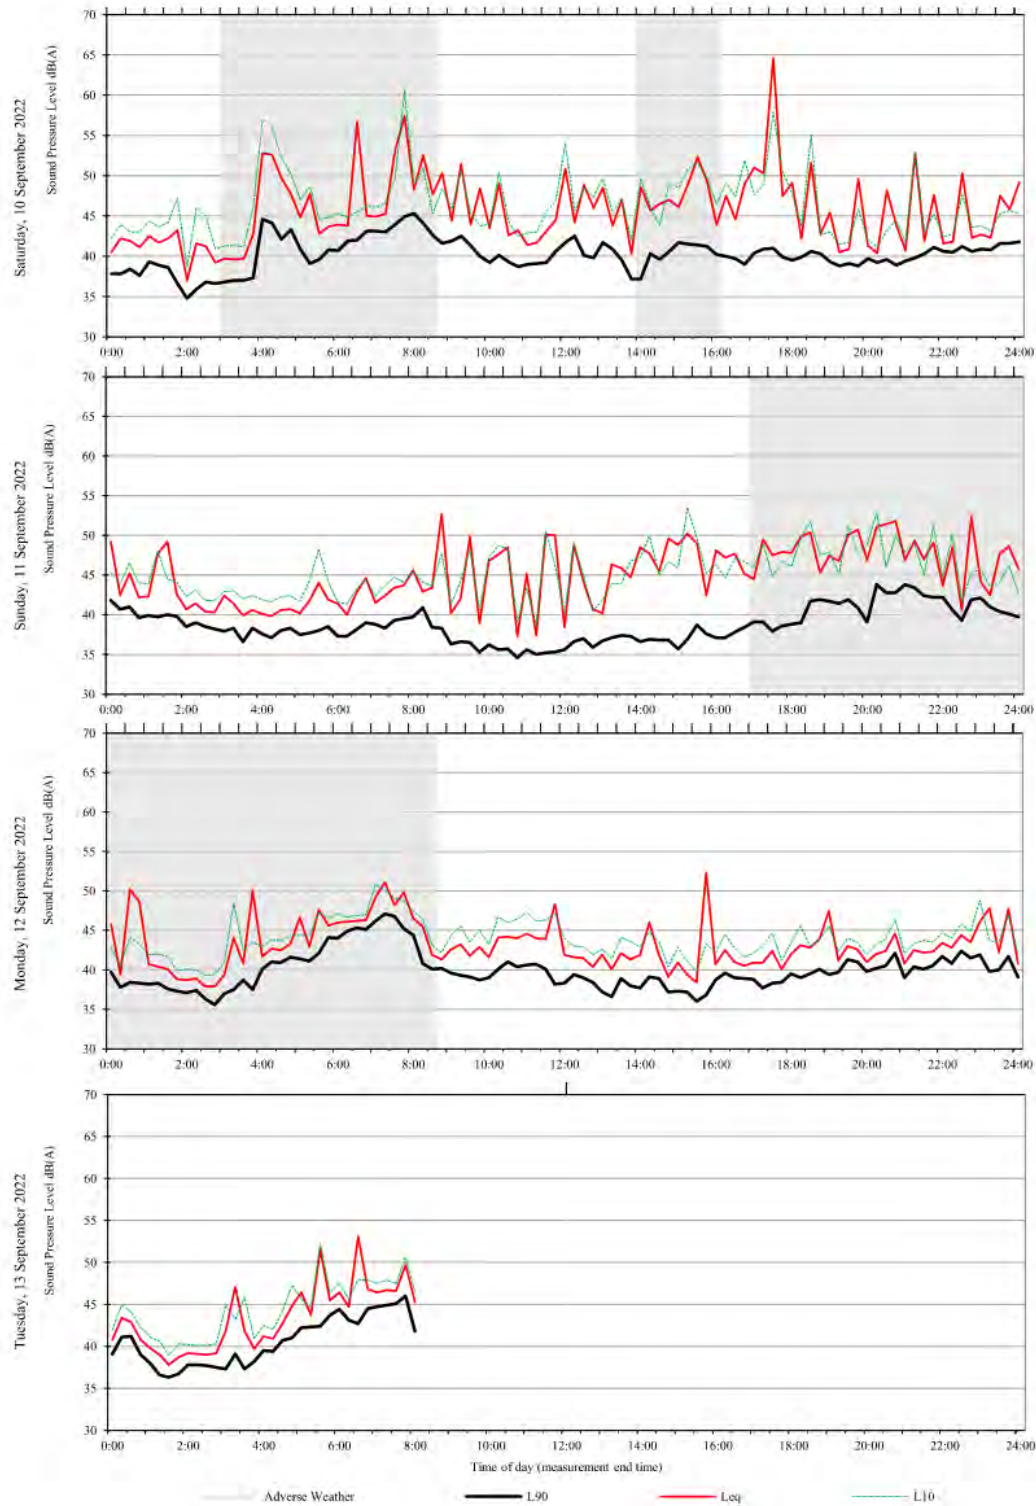 Saturday, 10 September 2022
Sound Pressure Level dB(A)
70
65
60
55
50
45
40
35
30
0:00 2:00 4:00 6:00 8:00 10:00 12:00 14:00 16:00 18:00 20:00 22:00 24:00
Sunday, 11 September 2022
Sound Pressure Level dB(A)
70
65
60
55
50
45
40
35
30
0:00 2:00 4:00 6:00 8:00 10:00 12:00 14:00 16:00 18:00 20:00 22:00 24:00
Monday, 12 September 2022
Sound Pressure Level dB(A)
70
65
60
55
50
45
40
35
30
0:00 2:00 4:00 6:00 8:00 10:00 12:00 14:00 16:00 18:00 20:00 22:00 24:00
Tuesday, 13 September 2022
Sound Pressure Level dB(A)
70
65
60
55
50
45
40
35
30
0:00 2:00 4:00 6:00 8:00 10:00 12:00 14:00 16:00 18:00 20:00 22:00 24:00
Time of day (measurement end time)
Adverse Weather L90 Leq L10